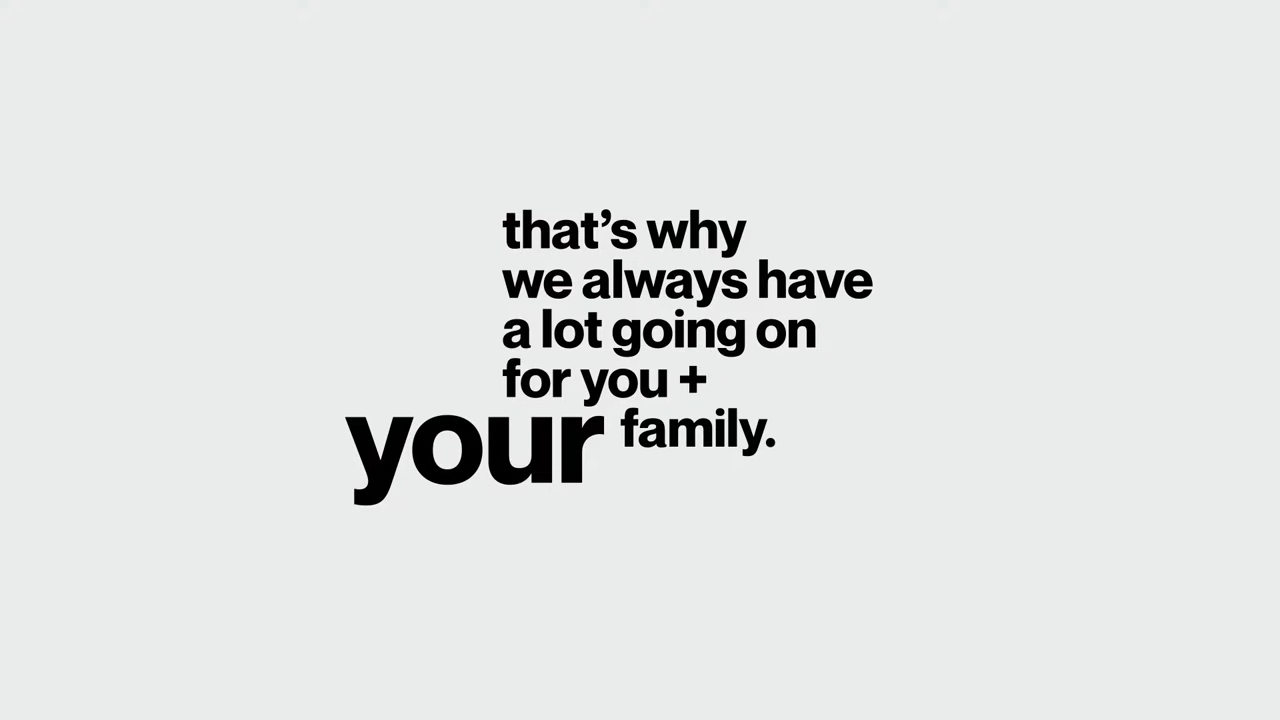 that’s why
we always have
a lot going on
for you +
your family.